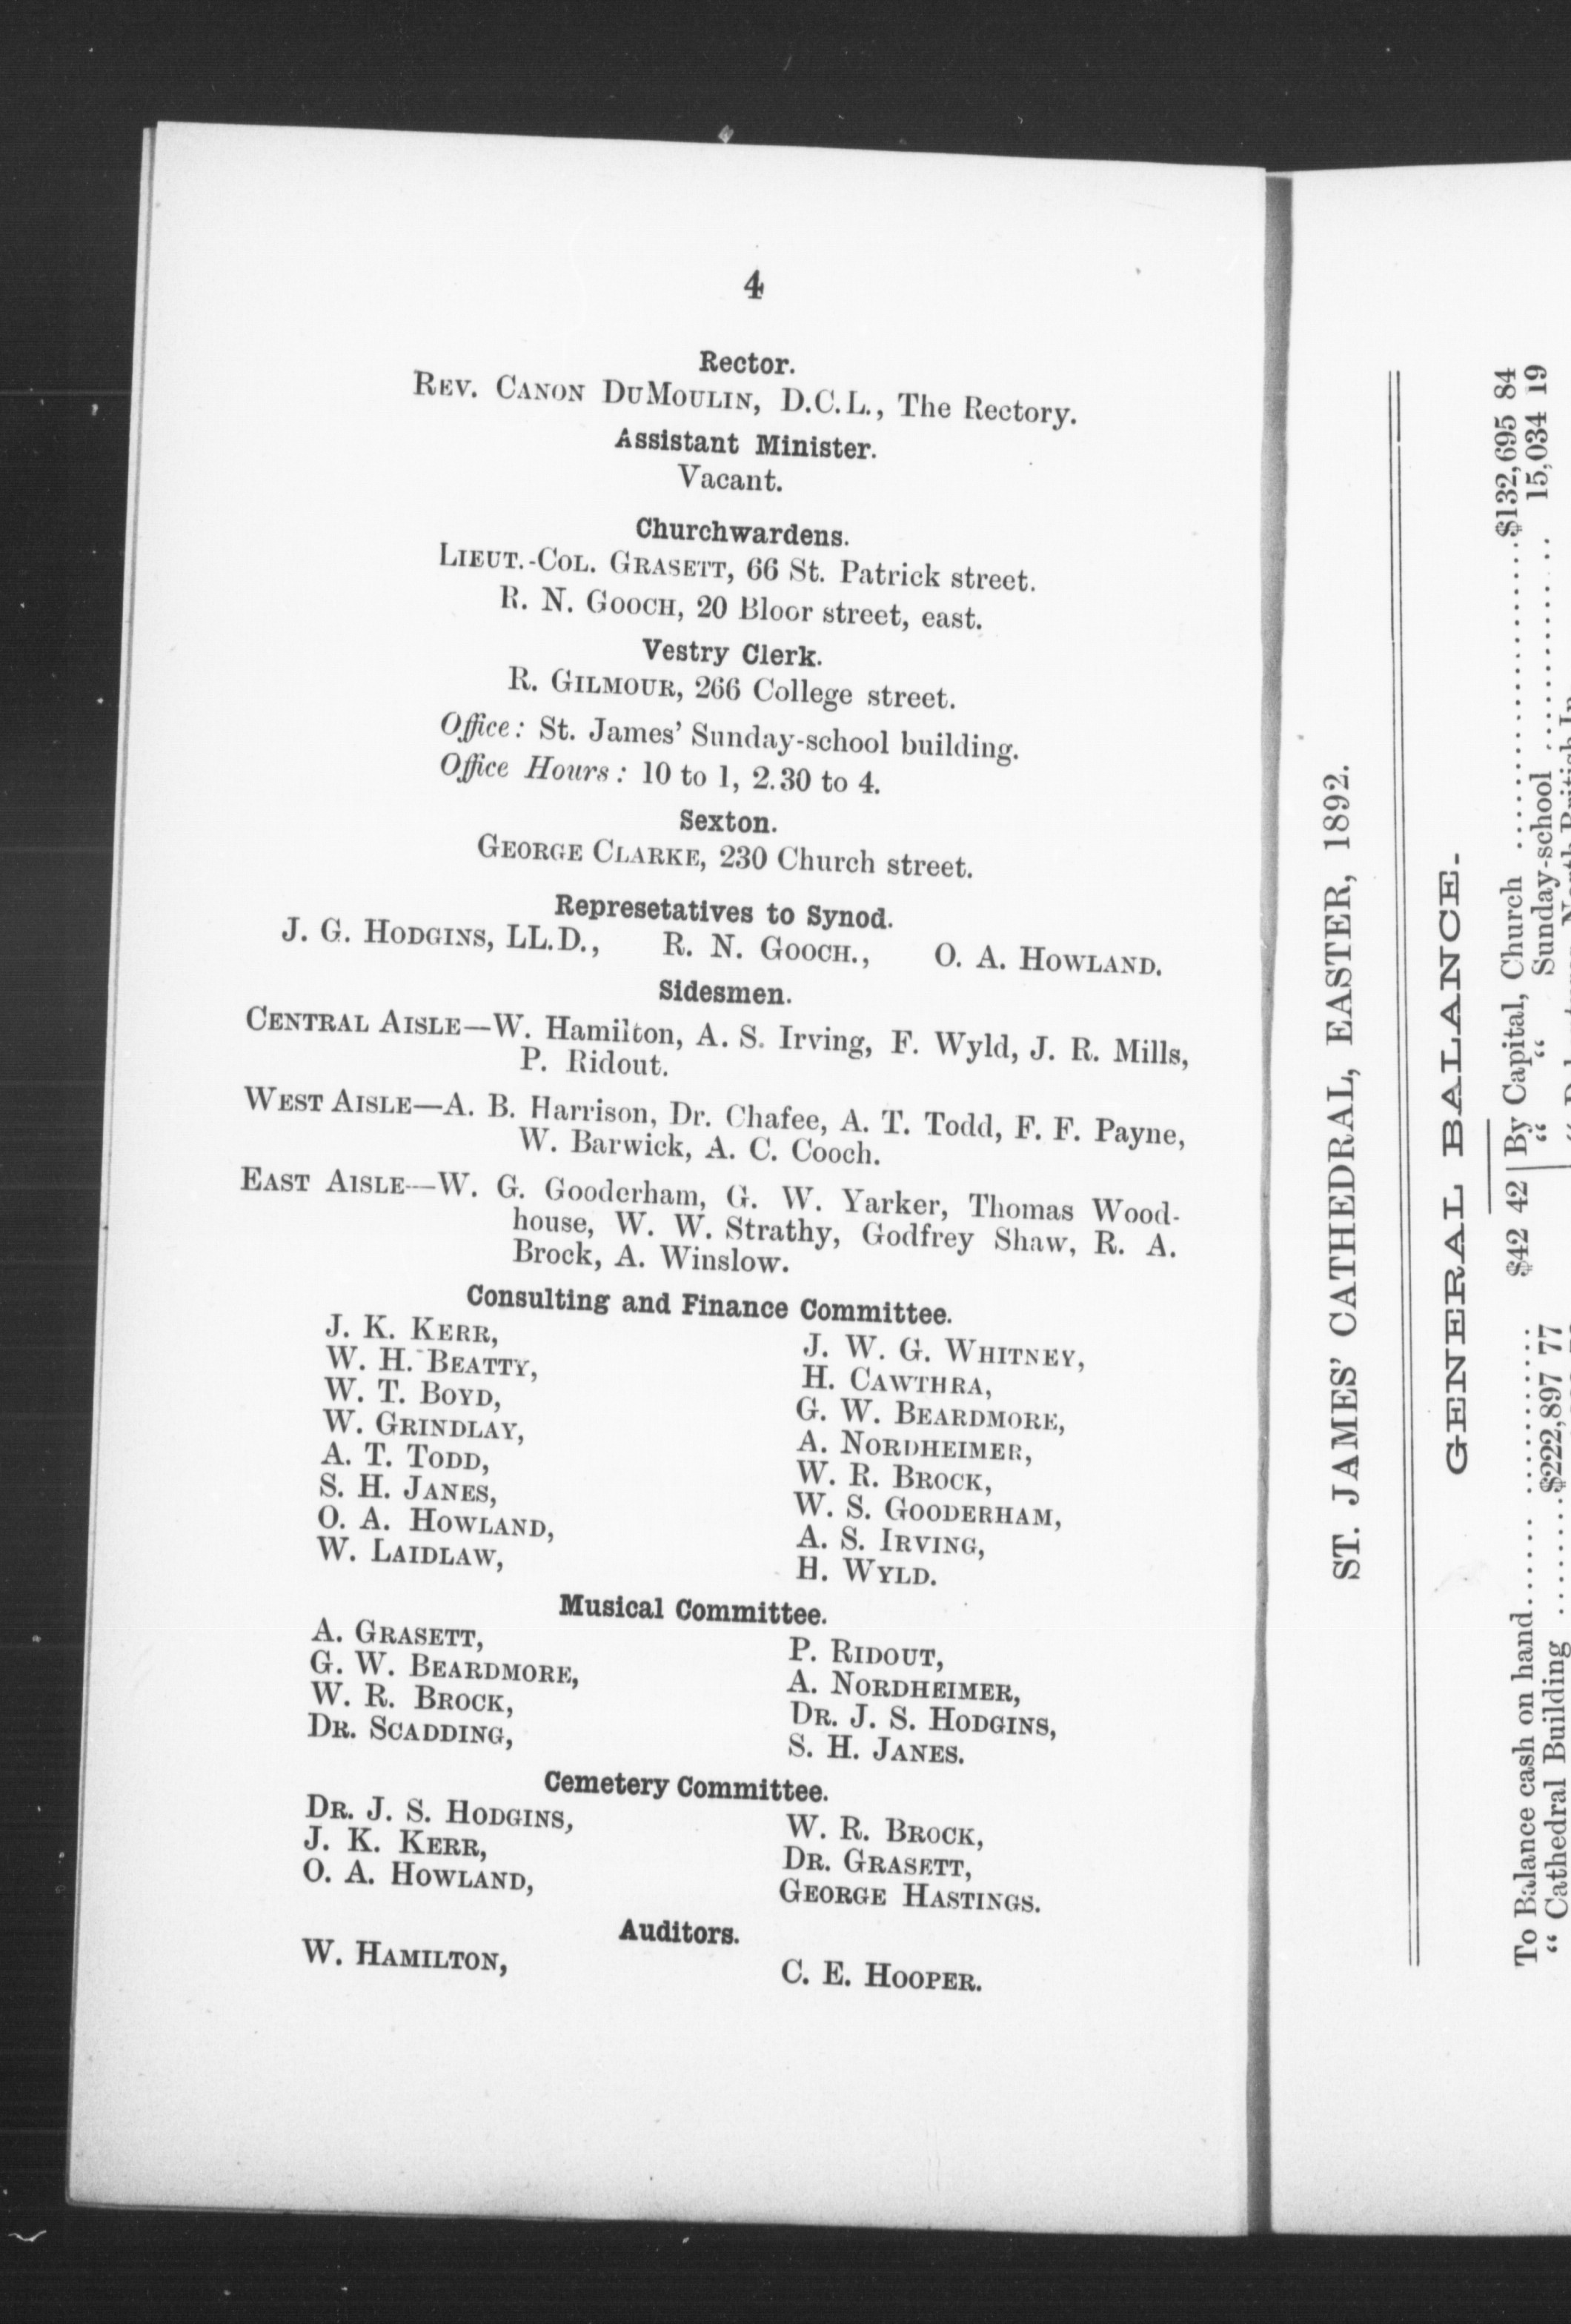 4
Rector.
REV. CANON DUMOULIN, D.C.L., The Rectory.
Assistant Minister.
Vacant.
Churchwardens.
LIEUT.-COL. GRASETT, 66 St. Patrick street.
R. N. GOOCH, 20 Bloor street, east.
Vestry Clerk.
R. GILMOUR, 266 College street.
Office: St. James' Sunday-school building.
Office Hours: 10 to 1, 2.30 to 4.
Sexton.
GEORGE CLARKE, 230 Church street.
Represetatives to Synod.
J. G. HODGINS, LL.D., R. N. GOOCH., O. A. HOWLAND.
Sidesmen.
CENTRAL AISLE—W. Hamilton, A. S. Irving, F. Wyld, J. R. Mills,
P. Ridout.
WEST AISLE—A. B. Harrison, Dr. Chafee, A. T. Todd, F. F. Payne,
W. Barwick, A. C. Cooch.
EAST AISLE—W. G. Gooderham, G. W. Yarker, Thomas Wood-
house, W. W. Strathy, Godfrey Shaw, R. A.
Brock, A. Winslow.
Consulting and Finance Committee.
J. K. KERR,
W. H. BEATTY,
W. T. BOYD,
W. GRINDLAY,
A. T. TODD,
S. H. JANES,
O. A. HOWLAND,
W. LAIDLAW,
J. W. G. WHITNEY,
H. CAWTHRA,
G. W. BEARDMORE,
A. NORDHEIMER,
W. R. BROCK,
W. S. GOODERHAM,
A. S. IRVING,
H. WYLD.
Musical Committee.
A. GRASETT,
G. W. BEARDMORE,
W. R. BROCK,
DR. SCADDING,
P. RIDOUT,
A. NORDHEIMER,
DR. J. S. HODGINS,
S. H. JANES.
Cemetery Committee.
DR. J. S. HODGINS,
J. K. KERR,
O. A. HOWLAND,
W. R. BROCK,
DR. GRASETT,
GEORGE HASTINGS.
Auditors.
W. HAMILTON,
C. E. HOOPER.
ST. JAMES' CATHEDRAL, EASTER, 1892.
GENERAL BALANCE.
To Balance cash on hand...... .......... $42 42
" Cathedral Building ........$222,897 77
By Capital, Church ....................$132,695 84
" " Sunday-school .............. 15,034 19